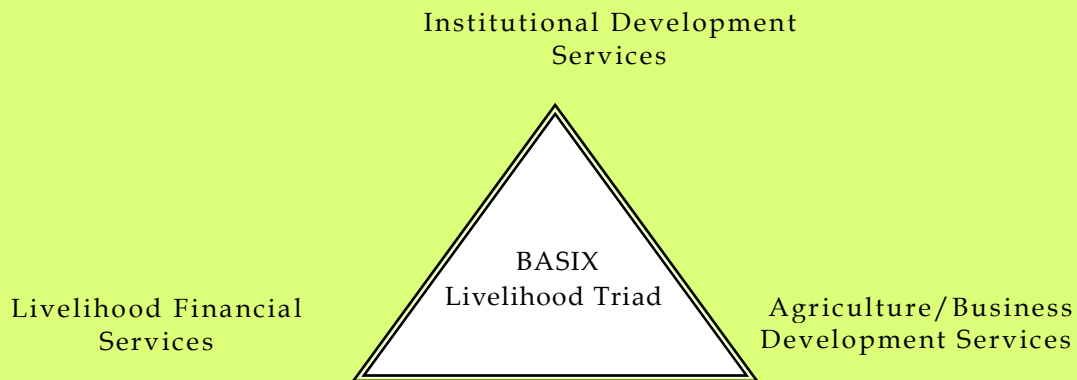 Institutional Development
Services
BASIX
Livelihood Triad
Livelihood Financial
Services
Agriculture/Business
Development Services